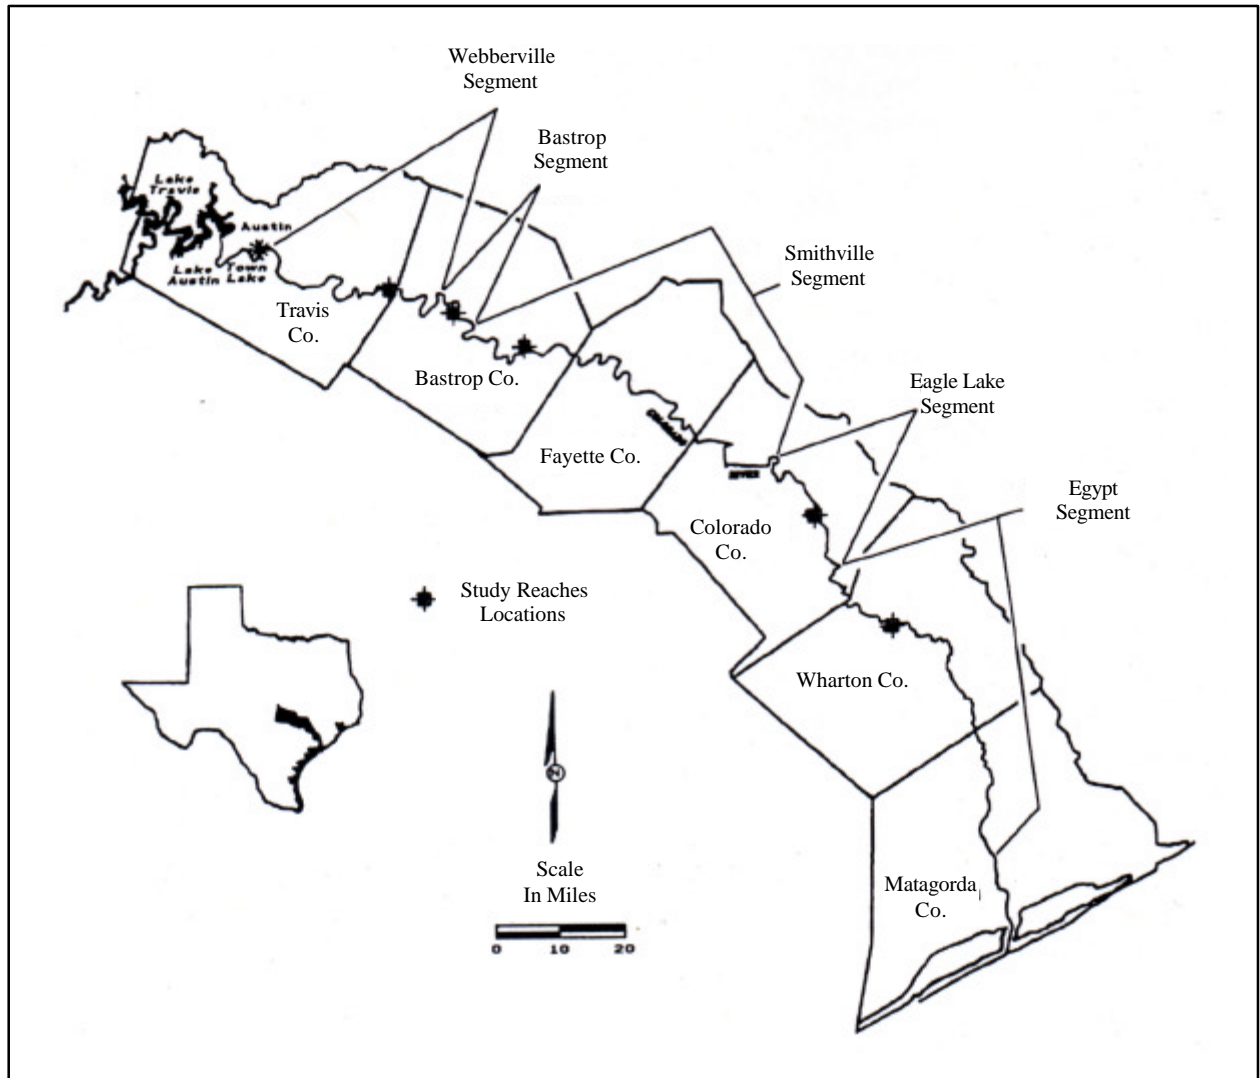 Webberville
Segment
Bastrop
Segment
Lake
Travis
Austin
Lake
Austin
Town
Lake
Travis
Co.
Smithville
Segment
Bastrop Co.
Eagle Lake
Segment
COLORADO
RIVER
Fayette Co.
Egypt
Segment
Colorado
Co.
Study Reaches
Locations
Wharton Co.
N
Scale
In Miles
0 10 20
Matagorda
Co.